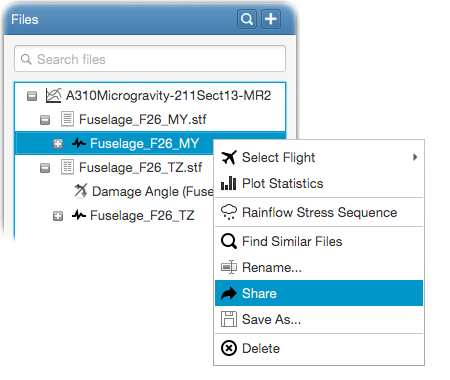 Files
Search files
A310Microgravity-211Sect13-MR2
Fuselage_F26_MY.stf
Fuselage_F26_MY
Fuselage_F26_TZ.stf
Damage Angle (Fuse
Fuselage_F26_TZ
Select Flight
Plot Statistics
Rainflow Stress Sequence
Find Similar Files
Rename...
Share
Save As...
Delete